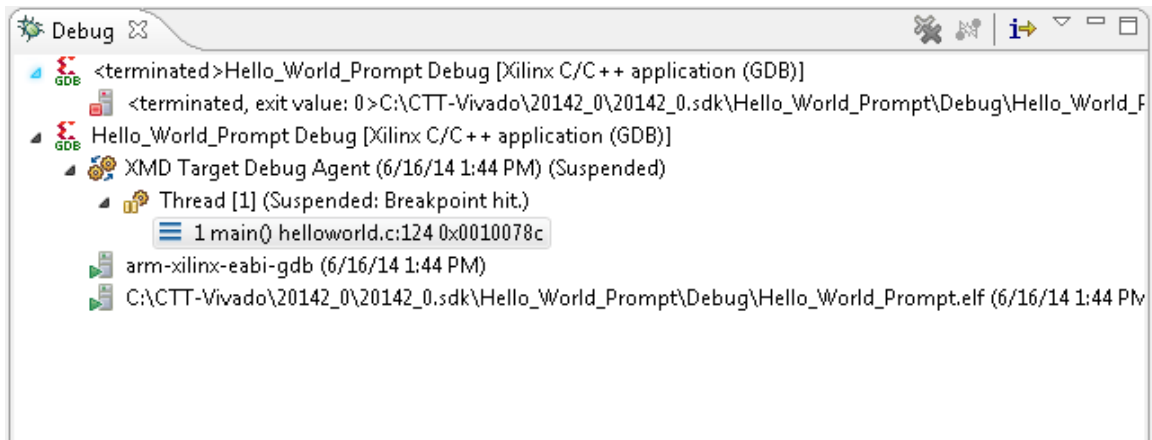 Debug
i
<terminated>Hello_World_Prompt Debug [Xilinx C/C++ application (GDB)]
GDB
<terminated, exit value: 0>C:\CTT-Vivado\20142_0\20142_0.sdk\Hello_World_Prompt\Debug\Hello_World_P
Hello_World_Prompt Debug [Xilinx C/C++ application (GDB)]
GDB
XMD Target Debug Agent (6/16/14 1:44 PM) (Suspended)
Thread [1] (Suspended: Breakpoint hit.)
1 main() helloworld.c:124 0x0010078c
arm-xilinx-eabi-gdb (6/16/14 1:44 PM)
C:\CTT-Vivado\20142_0\20142_0.sdk\Hello_World_Prompt\Debug\Hello_World_Prompt.elf (6/16/14 1:44 PM